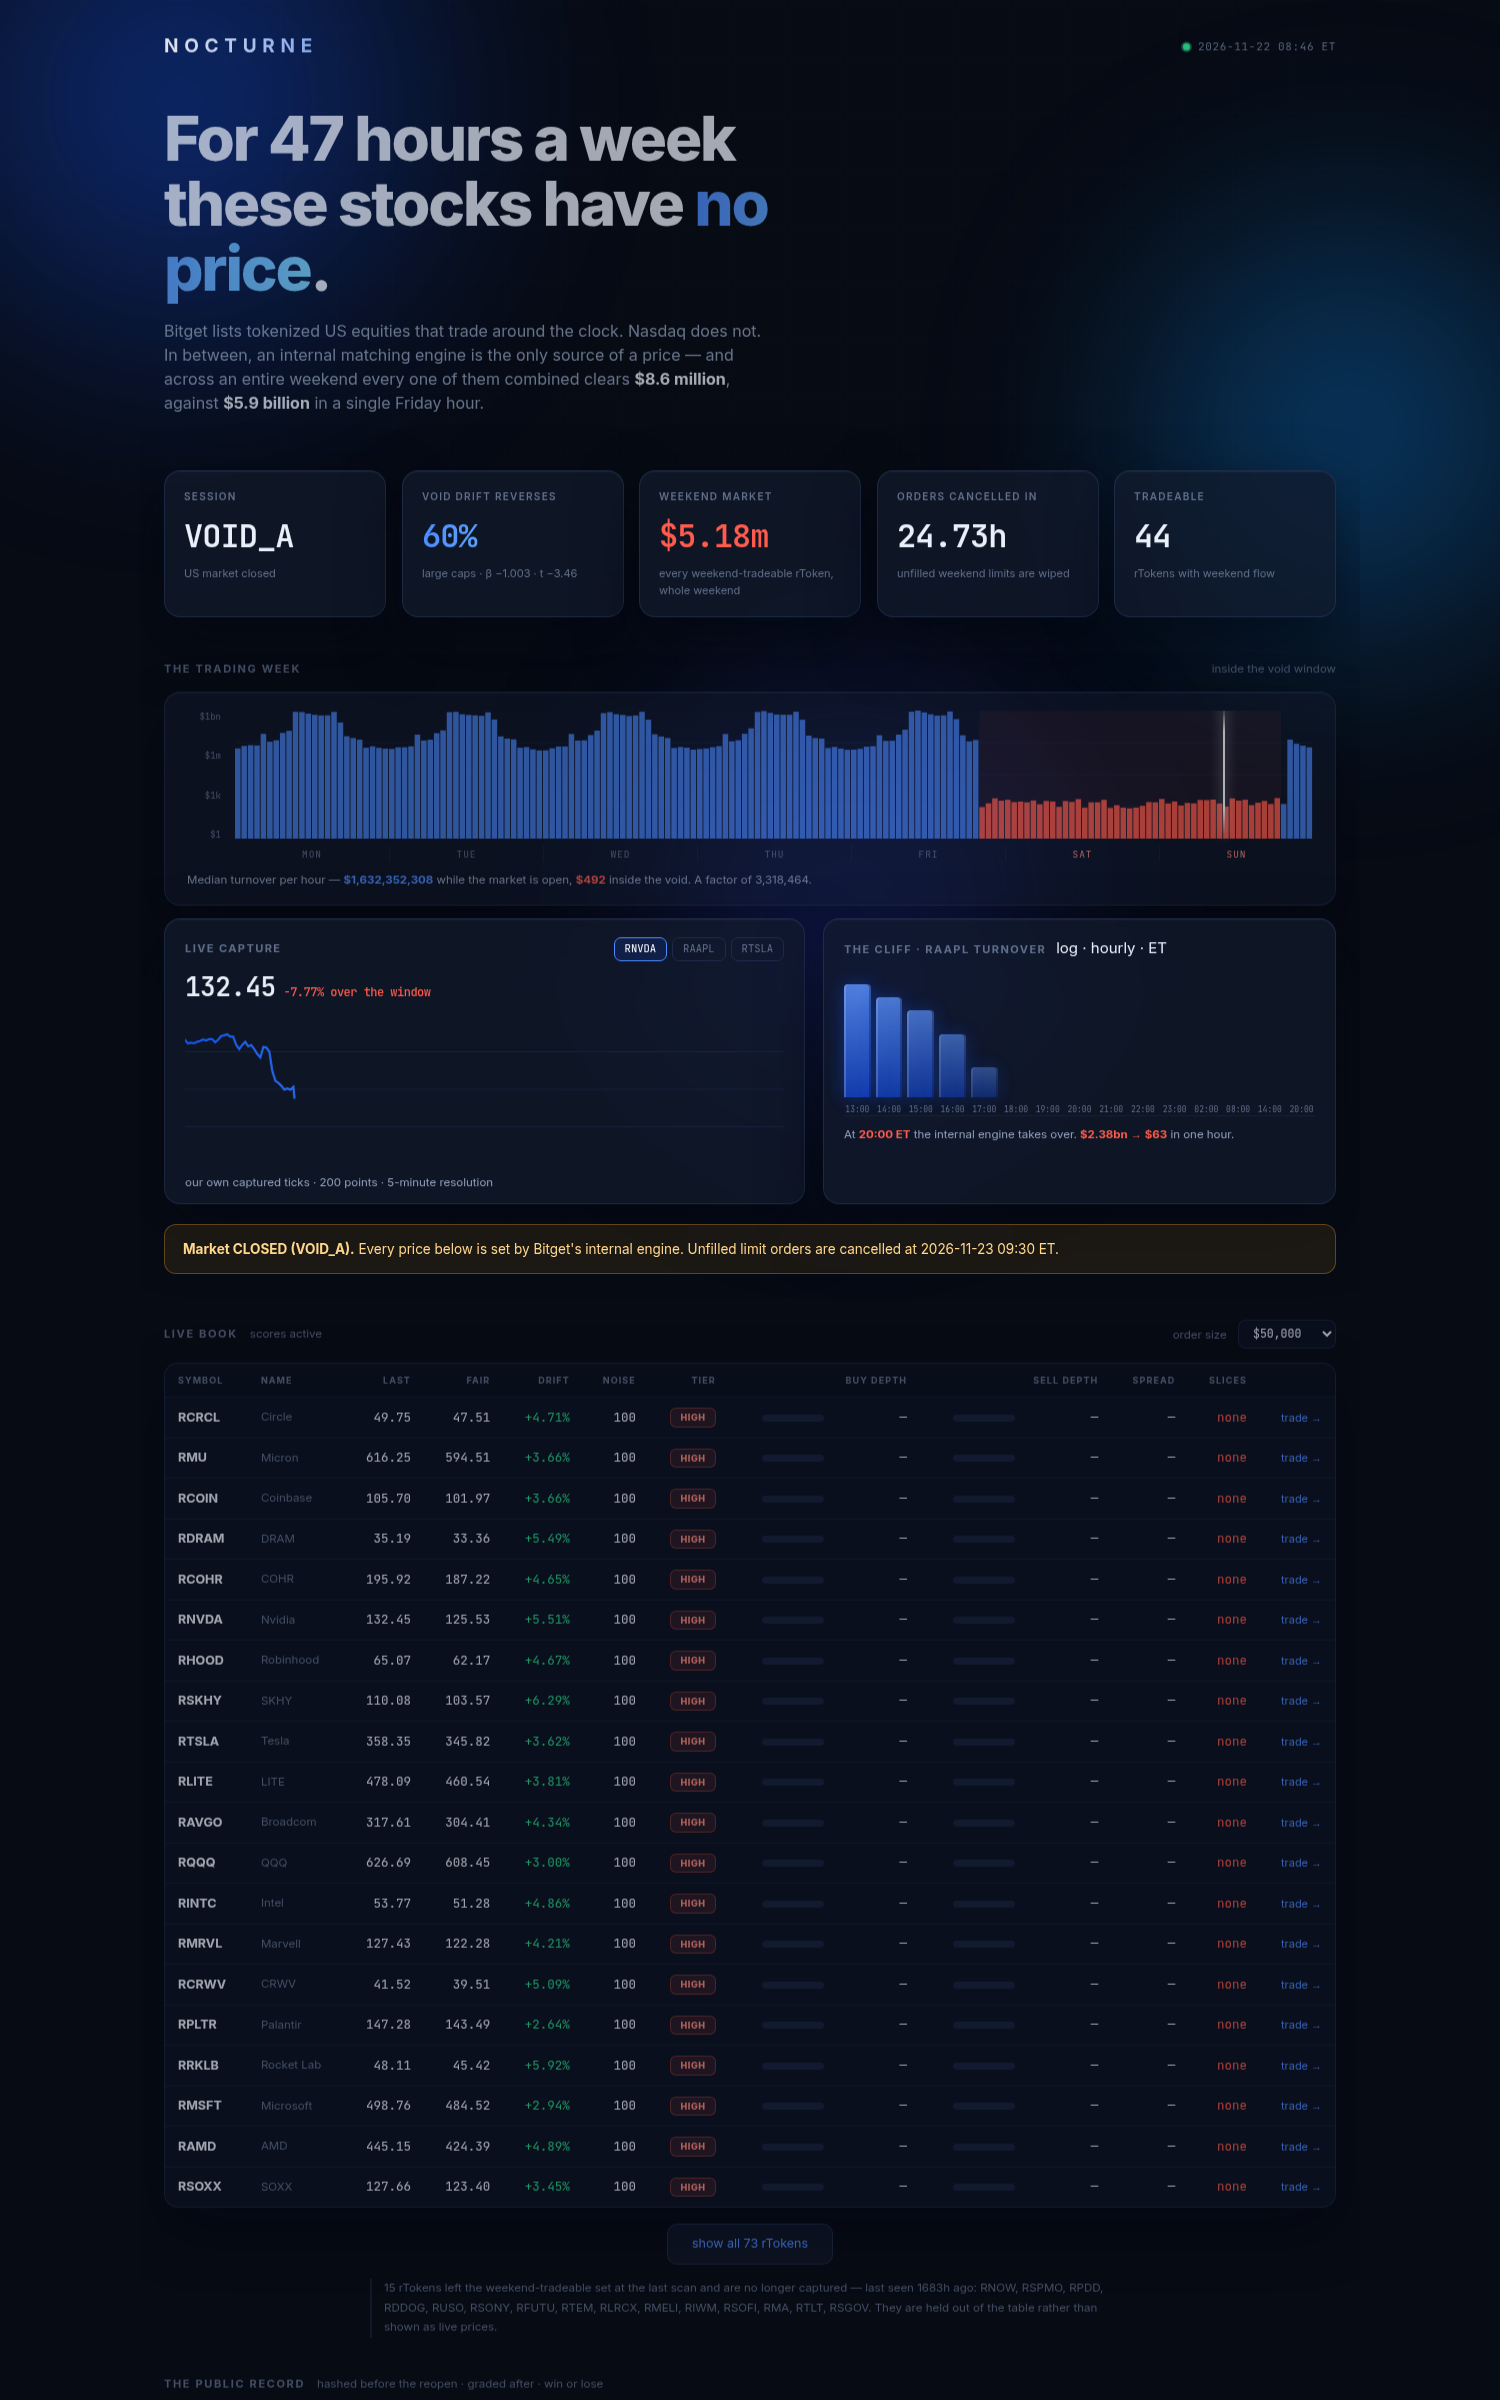 NOCTURNE
2026-11-22 08:46 ET
For 47 hours a week
these stocks have no
price.
Bitget lists tokenized US equities that trade around the clock. Nasdaq does not.
In between, an internal matching engine is the only source of a price — and
across an entire weekend every one of them combined clears $8.6 million,
against $5.9 billion in a single Friday hour.
SESSION
VOID_A
US market closed
VOID DRIFT REVERSES
60%
large caps · β −1.003 · t −3.46
WEEKEND MARKET
$5.18m
every weekend-tradeable rToken,
whole weekend
ORDERS CANCELLED IN
24.73h
unfilled weekend limits are wiped
TRADEABLE
44
rTokens with weekend flow
THE TRADING WEEK
inside the void window
$1bn
$1m
$1k
$1
MON TUE WED THU FRI SAT SUN
Median turnover per hour — $1,632,352,308 while the market is open, $492 inside the void. A factor of 3,318,464.
LIVE CAPTURE
RNVDA RAAPL RTSLA
132.45 -7.77% over the window
our own captured ticks · 200 points · 5-minute resolution
THE CLIFF · RAAPL TURNOVER log · hourly · ET
13:00 14:00 15:00 16:00 17:00 18:00 19:00 20:00 21:00 22:00 23:00 02:00 08:00 14:00 20:00
At 20:00 ET the internal engine takes over. $2.38bn → $63 in one hour.
Market CLOSED (VOID_A). Every price below is set by Bitget's internal engine. Unfilled limit orders are cancelled at 2026-11-23 09:30 ET.
LIVE BOOK scores active
order size $50,000
SYMBOL NAME LAST FAIR DRIFT NOISE TIER BUY DEPTH SELL DEPTH SPREAD SLICES
RCRCL Circle 49.75 47.51 +4.71% 100 HIGH — — — none trade →
RMU Micron 616.25 594.51 +3.66% 100 HIGH — — — none trade →
RCOIN Coinbase 105.70 101.97 +3.66% 100 HIGH — — — none trade →
RDRAM DRAM 35.19 33.36 +5.49% 100 HIGH — — — none trade →
RCOHR COHR 195.92 187.22 +4.65% 100 HIGH — — — none trade →
RNVDA Nvidia 132.45 125.53 +5.51% 100 HIGH — — — none trade →
RHOOD Robinhood 65.07 62.17 +4.67% 100 HIGH — — — none trade →
RSKHY SKHY 110.08 103.57 +6.29% 100 HIGH — — — none trade →
RTSLA Tesla 358.35 345.82 +3.62% 100 HIGH — — — none trade →
RLITE LITE 478.09 460.54 +3.81% 100 HIGH — — — none trade →
RAVGO Broadcom 317.61 304.41 +4.34% 100 HIGH — — — none trade →
RQQQ QQQ 626.69 608.45 +3.00% 100 HIGH — — — none trade →
RINTC Intel 53.77 51.28 +4.86% 100 HIGH — — — none trade →
RMRVL Marvell 127.43 122.28 +4.21% 100 HIGH — — — none trade →
RCRWV CRWV 41.52 39.51 +5.09% 100 HIGH — — — none trade →
RPLTR Palantir 147.28 143.49 +2.64% 100 HIGH — — — none trade →
RRKLB Rocket Lab 48.11 45.42 +5.92% 100 HIGH — — — none trade →
RMSFT Microsoft 498.76 484.52 +2.94% 100 HIGH — — — none trade →
RAMD AMD 445.15 424.39 +4.89% 100 HIGH — — — none trade →
RSOXX SOXX 127.66 123.40 +3.45% 100 HIGH — — — none trade →
show all 73 rTokens
15 rTokens left the weekend-tradeable set at the last scan and are no longer captured — last seen 1683h ago: RNOW, RSPMO, RPDD,
RDDOG, RUSO, RSONY, RFUTU, RTEM, RLRCX, RMELI, RIWM, RSOFI, RMA, RTLT, RSGOV. They are held out of the table rather than
shown as live prices.
THE PUBLIC RECORD hashed before the reopen · graded after · win or lose